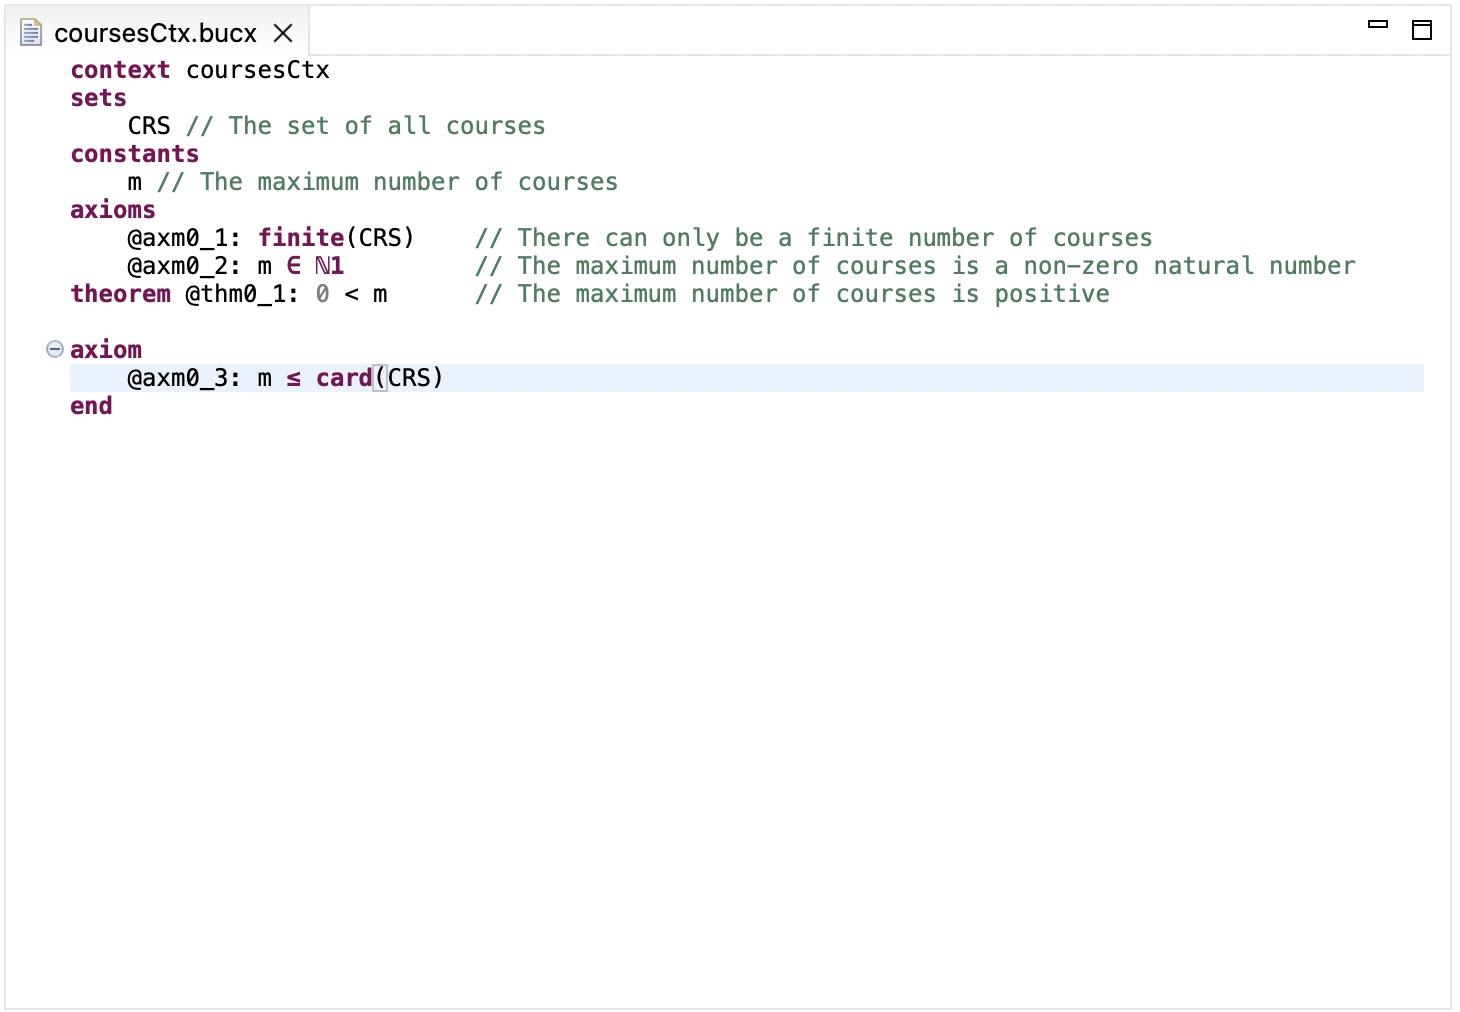 coursesCtx.bucx
context coursesCtx
sets
CRS // The set of all courses
constants
m // The maximum number of courses
axioms
@axm0_1: finite(CRS) // There can only be a finite number of courses
@axm0_2: m ∈ ℕ1 // The maximum number of courses is a non-zero natural number
theorem @thm0_1: 0 < m // The maximum number of courses is positive
axiom
@axm0_3: m ≤ card(CRS)
end